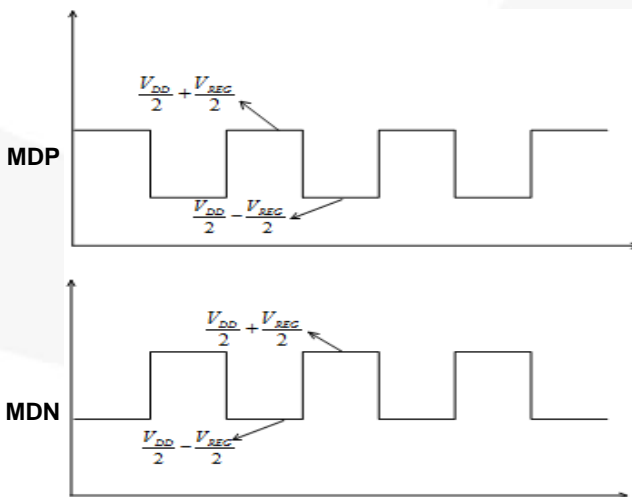 V_DD/2 + V_REG/2
MDP
V_DD/2 − V_REG/2
V_DD/2 + V_REG/2
MDN
V_DD/2 − V_REG/2